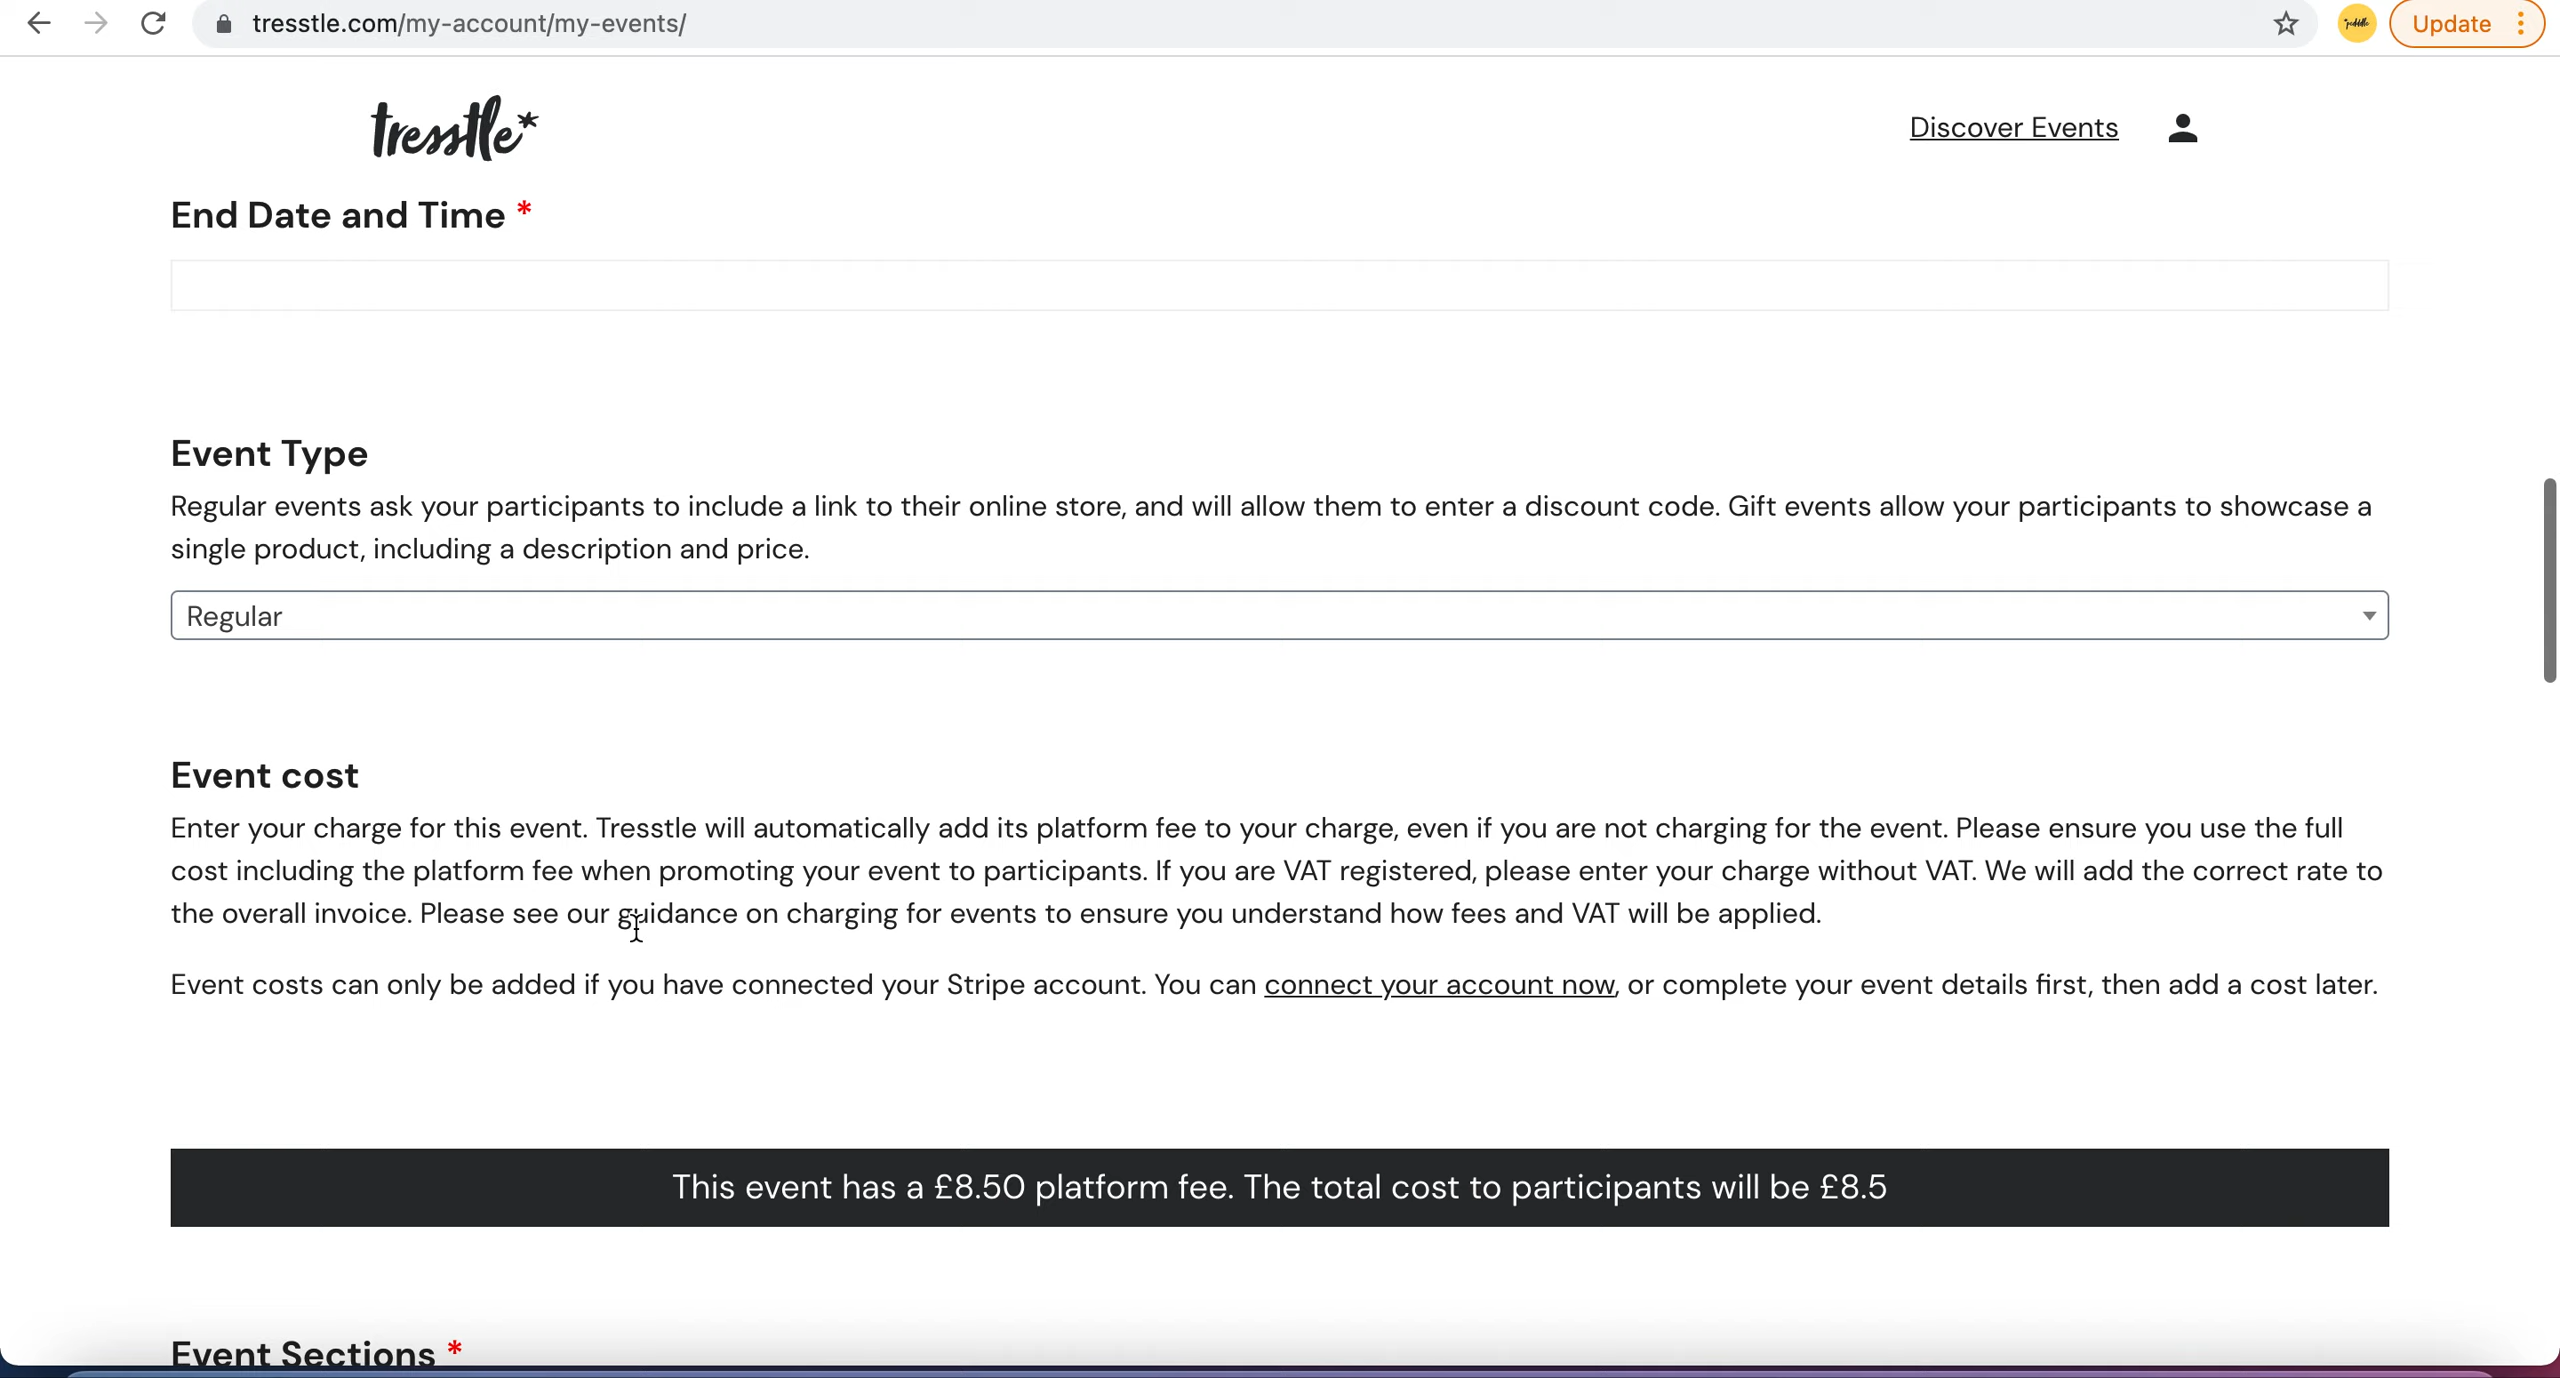 tresstle.com/my-account/my-events/
peddle
Update
tresstle*
Discover Events
End Date and Time *
Event Type
Regular events ask your participants to include a link to their online store, and will allow them to enter a discount code. Gift events allow your participants to showcase a
single product, including a description and price.
Regular
Event cost
Enter your charge for this event. Tresstle will automatically add its platform fee to your charge, even if you are not charging for the event. Please ensure you use the full
cost including the platform fee when promoting your event to participants. If you are VAT registered, please enter your charge without VAT. We will add the correct rate to
the overall invoice. Please see our guidance on charging for events to ensure you understand how fees and VAT will be applied.
Event costs can only be added if you have connected your Stripe account. You can connect your account now, or complete your event details first, then add a cost later.
This event has a £8.50 platform fee. The total cost to participants will be £8.5
Event Sections *